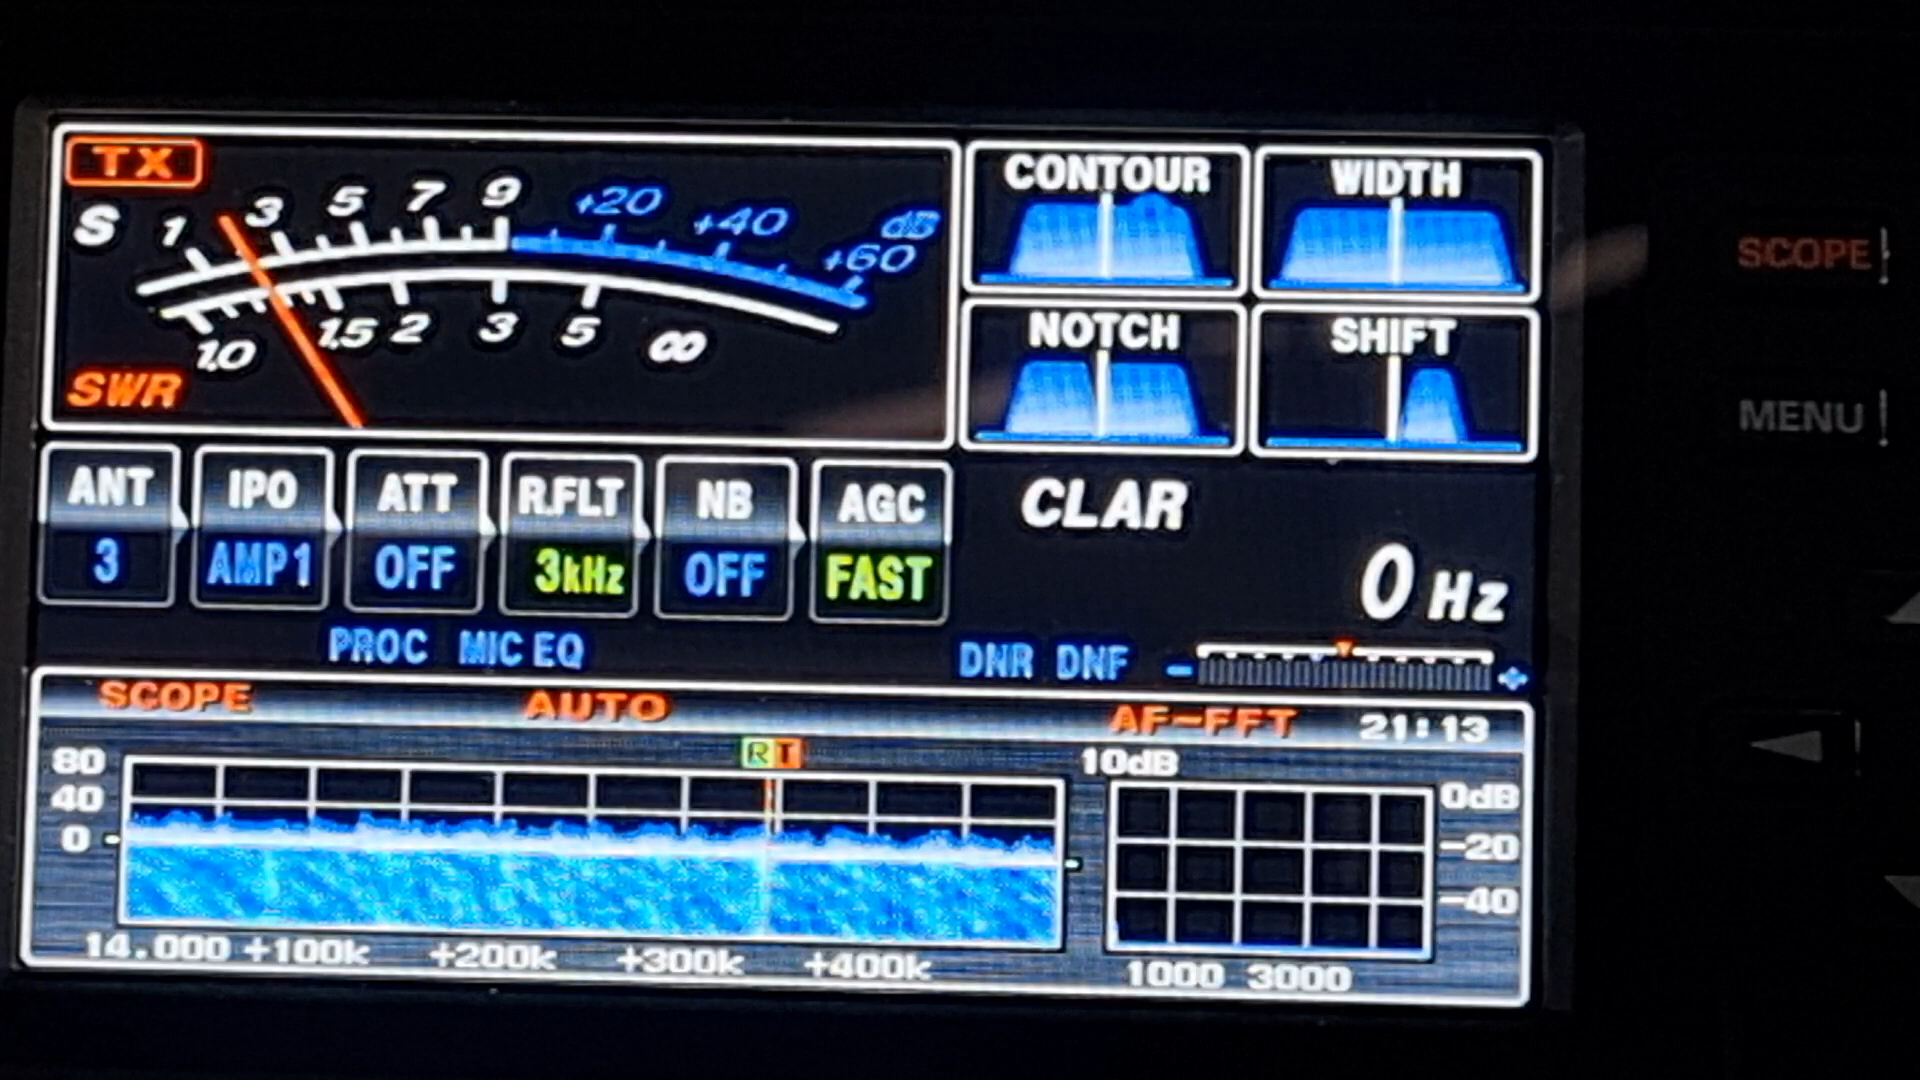 TX
S 1 3 5 7 9 +20 +40 +60 dB
1.0 1.5 2 3 5 ∞
SWR
CONTOUR WIDTH
NOTCH SHIFT
SCOPE
MENU
ANT IPO ATT R.FLT NB AGC
3 AMP1 OFF 3kHz OFF FAST
CLAR
0 Hz
PROC MIC EQ DNR DNF - +
SCOPE AUTO AF-FFT 21:13
R T
80
40
0
14.000 +100k +200k +300k +400k
10dB
0dB
-20
-40
1000 3000